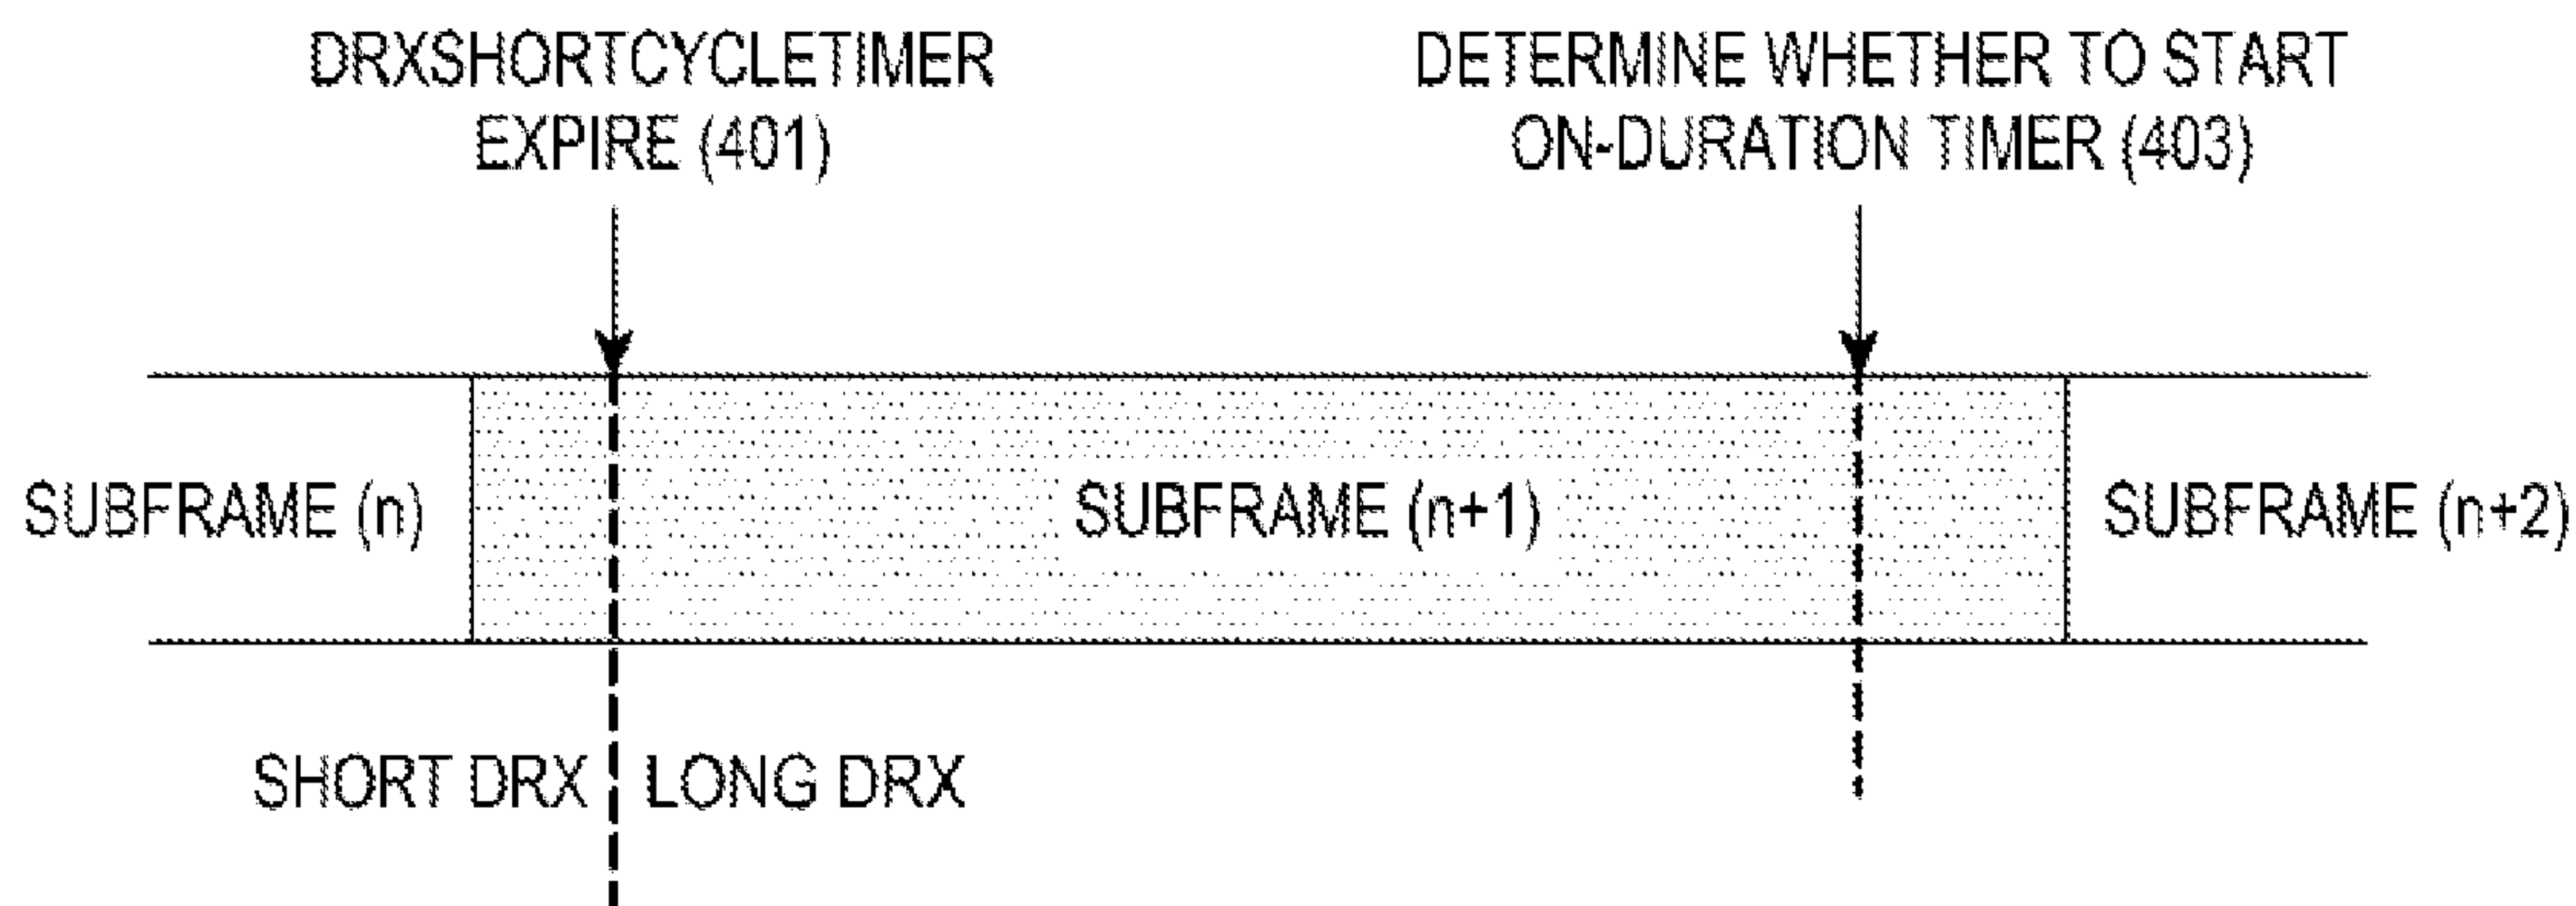 DRXSHORTCYCLETIMER
EXPIRE (401)
DETERMINE WHETHER TO START
ON-DURATION TIMER (403)
SUBFRAME (n)
SUBFRAME (n+1)
SUBFRAME (n+2)
SHORT DRX
LONG DRX